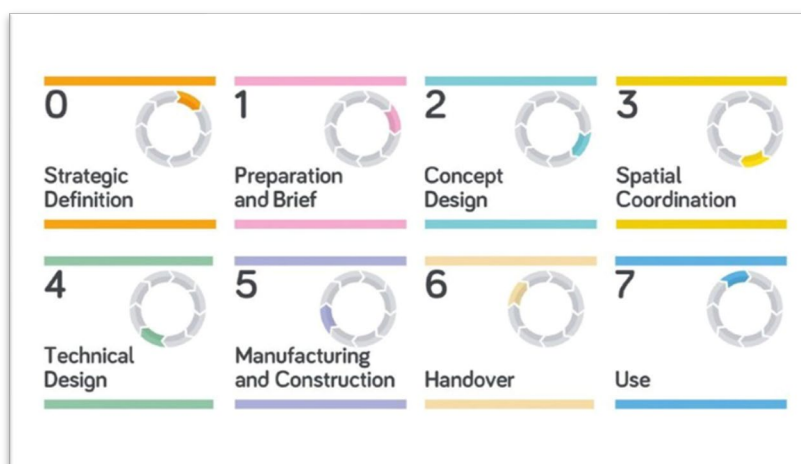 0
Strategic
Definition
1
Preparation
and Brief
2
Concept
Design
3
Spatial
Coordination
4
Technical
Design
5
Manufacturing
and Construction
6
Handover
7
Use